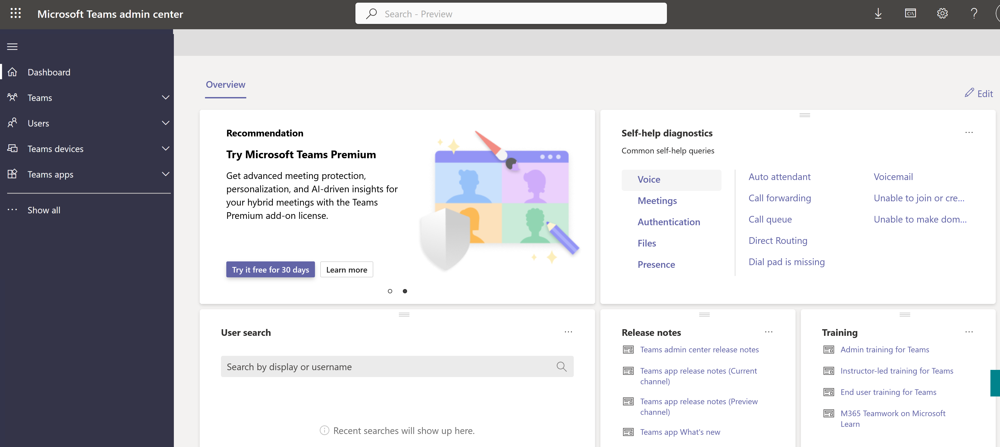 Microsoft Teams admin center
Search - Preview
C:\
?
Dashboard
Teams
Users
Teams devices
Teams apps
Show all
Overview
Edit
Recommendation
Try Microsoft Teams Premium
Get advanced meeting protection,
personalization, and AI-driven insights for
your hybrid meetings with the Teams
Premium add-on license.
Try it free for 30 days
Learn more
Self-help diagnostics
Common self-help queries
Voice
Meetings
Authentication
Files
Presence
Auto attendant
Call forwarding
Call queue
Direct Routing
Dial pad is missing
Voicemail
Unable to join or cre...
Unable to make dom...
User search
Search by display or username
Recent searches will show up here.
Release notes
Teams admin center release notes
Teams app release notes (Current
channel)
Teams app release notes (Preview
channel)
Teams app What's new
Training
Admin training for Teams
Instructor-led training for Teams
End user training for Teams
M365 Teamwork on Microsoft
Learn